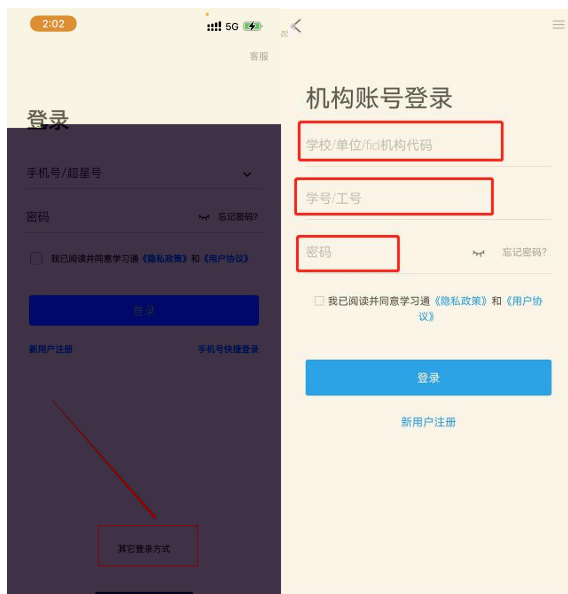 2:02
5G
客服
登录
手机号/超星号
密码
忘记密码?
我已阅读并同意学习通《隐私政策》和《用户协议》
登录
新用户注册
手机号快捷登录
其它登录方式
机构账号登录
学校/单位/fid机构代码
学号/工号
密码
忘记密码?
我已阅读并同意学习通《隐私政策》和《用户协
议》
登录
新用户注册